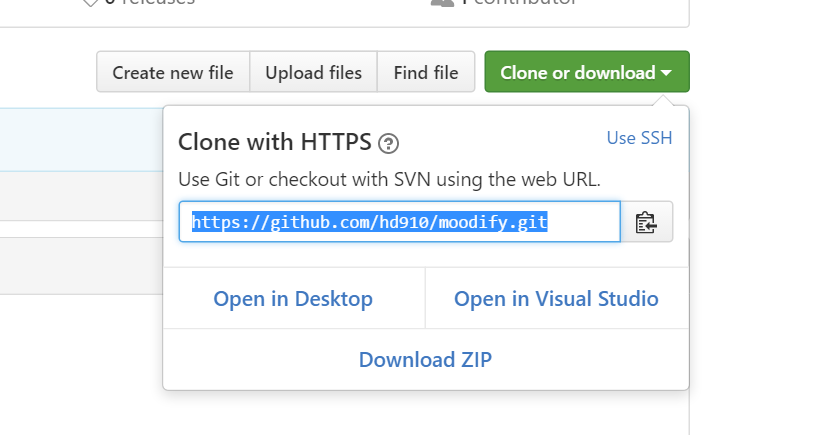 0 releases
1 contributor
Create new file Upload files Find file Clone or download
Clone with HTTPS ?
Use SSH
Use Git or checkout with SVN using the web URL.
https://github.com/hd910/moodify.git
Open in Desktop Open in Visual Studio
Download ZIP